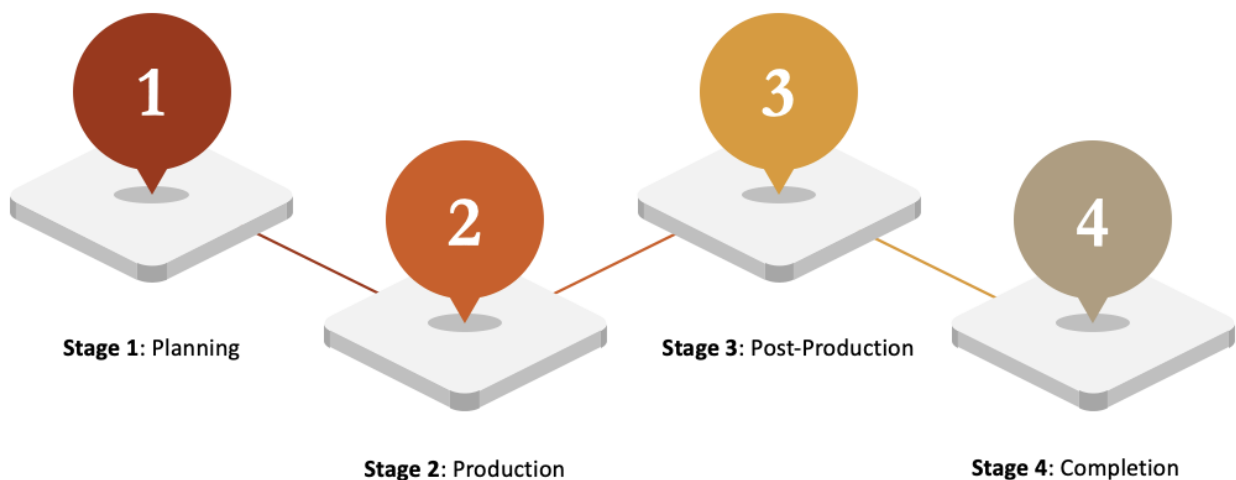 1
2
3
4
Stage 1: Planning
Stage 2: Production
Stage 3: Post-Production
Stage 4: Completion